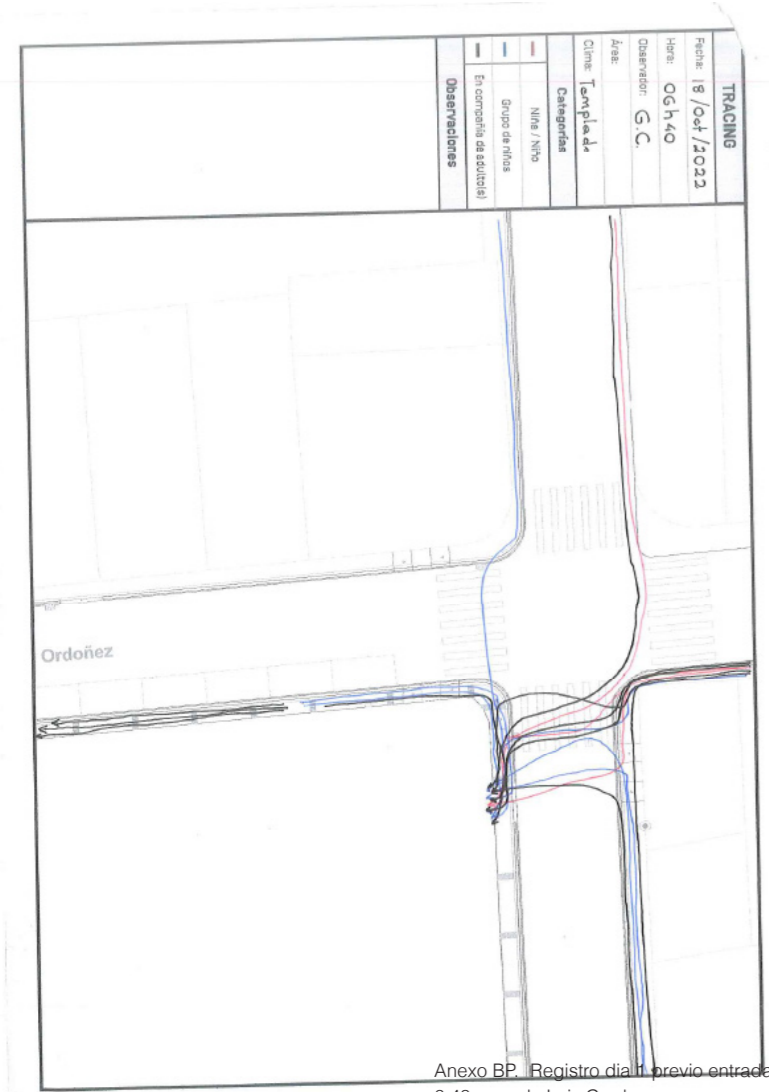 TRACING
Fecha: 18/Oct/2022
Hora: 06h40
Observador: G.C.
Área:
Clima: Templado
Categorías
Niña / Niño
Grupo de niños
En compañía de adulto(s)
Observaciones
Ordoñez
Anexo BP. Registro dia 1 previo entrada